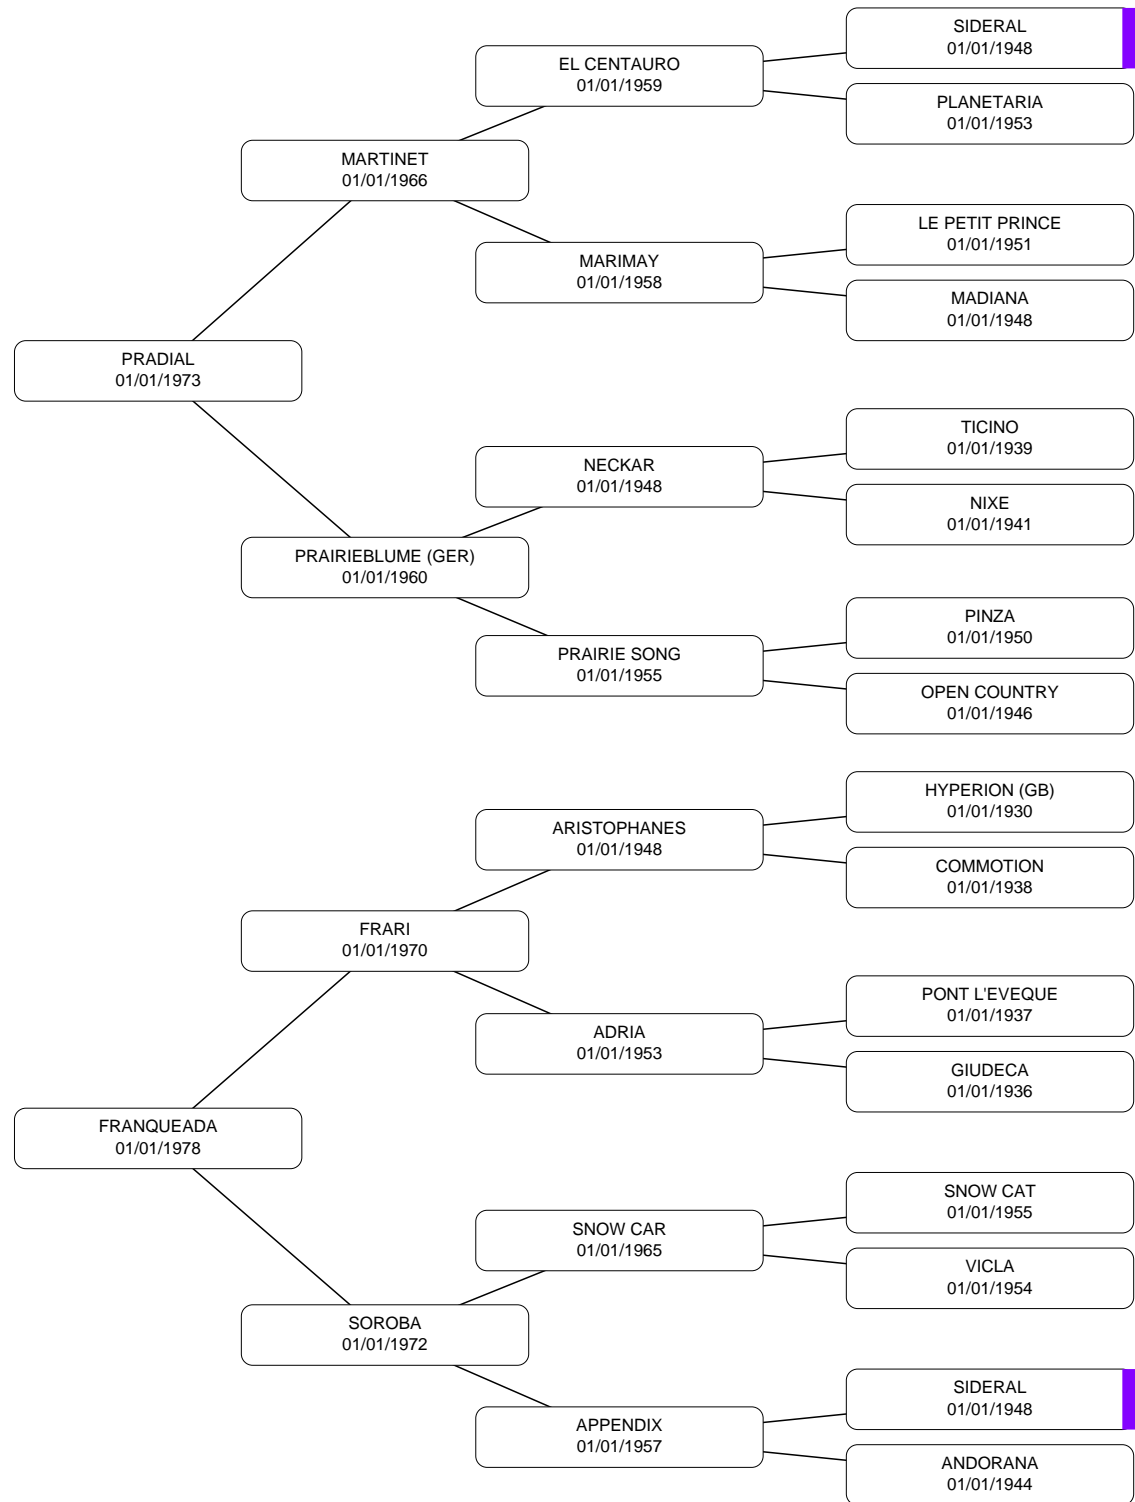 SIDERAL
01/01/1948
EL CENTAURO
01/01/1959
PLANETARIA
01/01/1953
MARTINET
01/01/1966
LE PETIT PRINCE
01/01/1951
MARIMAY
01/01/1958
MADIANA
01/01/1948
PRADIAL
01/01/1973
TICINO
01/01/1939
NECKAR
01/01/1948
NIXE
01/01/1941
PRAIRIEBLUME (GER)
01/01/1960
PINZA
01/01/1950
PRAIRIE SONG
01/01/1955
OPEN COUNTRY
01/01/1946
HYPERION (GB)
01/01/1930
ARISTOPHANES
01/01/1948
COMMOTION
01/01/1938
FRARI
01/01/1970
PONT L'EVEQUE
01/01/1937
ADRIA
01/01/1953
GIUDECA
01/01/1936
FRANQUEADA
01/01/1978
SNOW CAT
01/01/1955
SNOW CAR
01/01/1965
VICLA
01/01/1954
SOROBA
01/01/1972
SIDERAL
01/01/1948
APPENDIX
01/01/1957
ANDORANA
01/01/1944